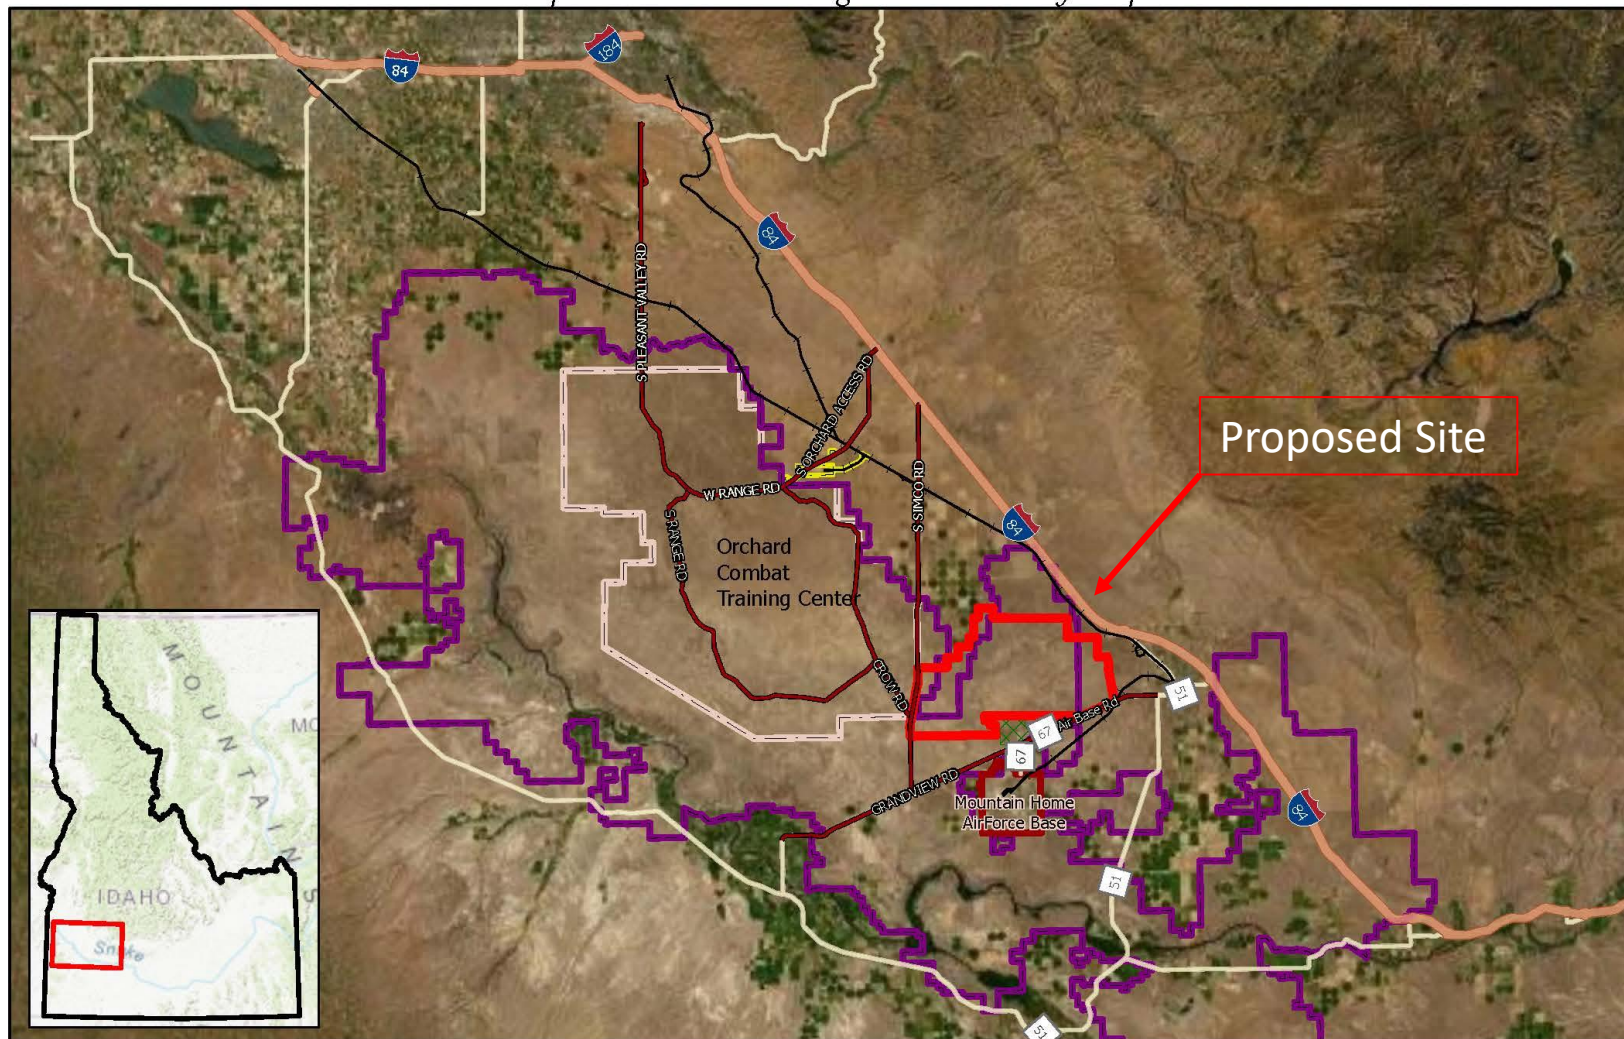 84
184
84
S PLEASANT VALLEY RD
S ORCHARD ACCESS RD
Proposed Site
W RANGE RD
S SIMCO RD
84
S RANGE RD
Orchard
Combat
Training Center
CROW RD
51
67
Air Base Rd
67
GRANDVIEW RD
Mountain Home
AirForce Base
84
51
51
MOUNTAIN
IDAHO
Snake